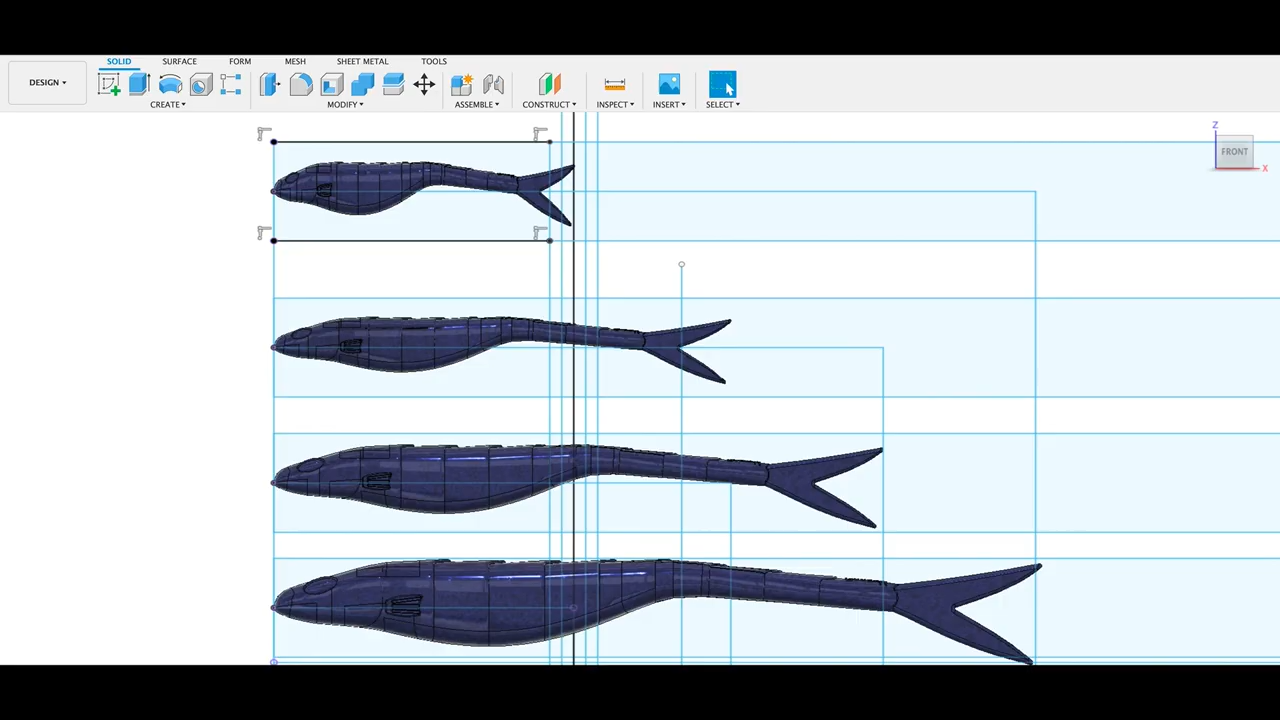 SOLID SURFACE FORM MESH SHEET METAL TOOLS
DESIGN
CREATE MODIFY ASSEMBLE CONSTRUCT INSPECT INSERT SELECT
Z
FRONT
X